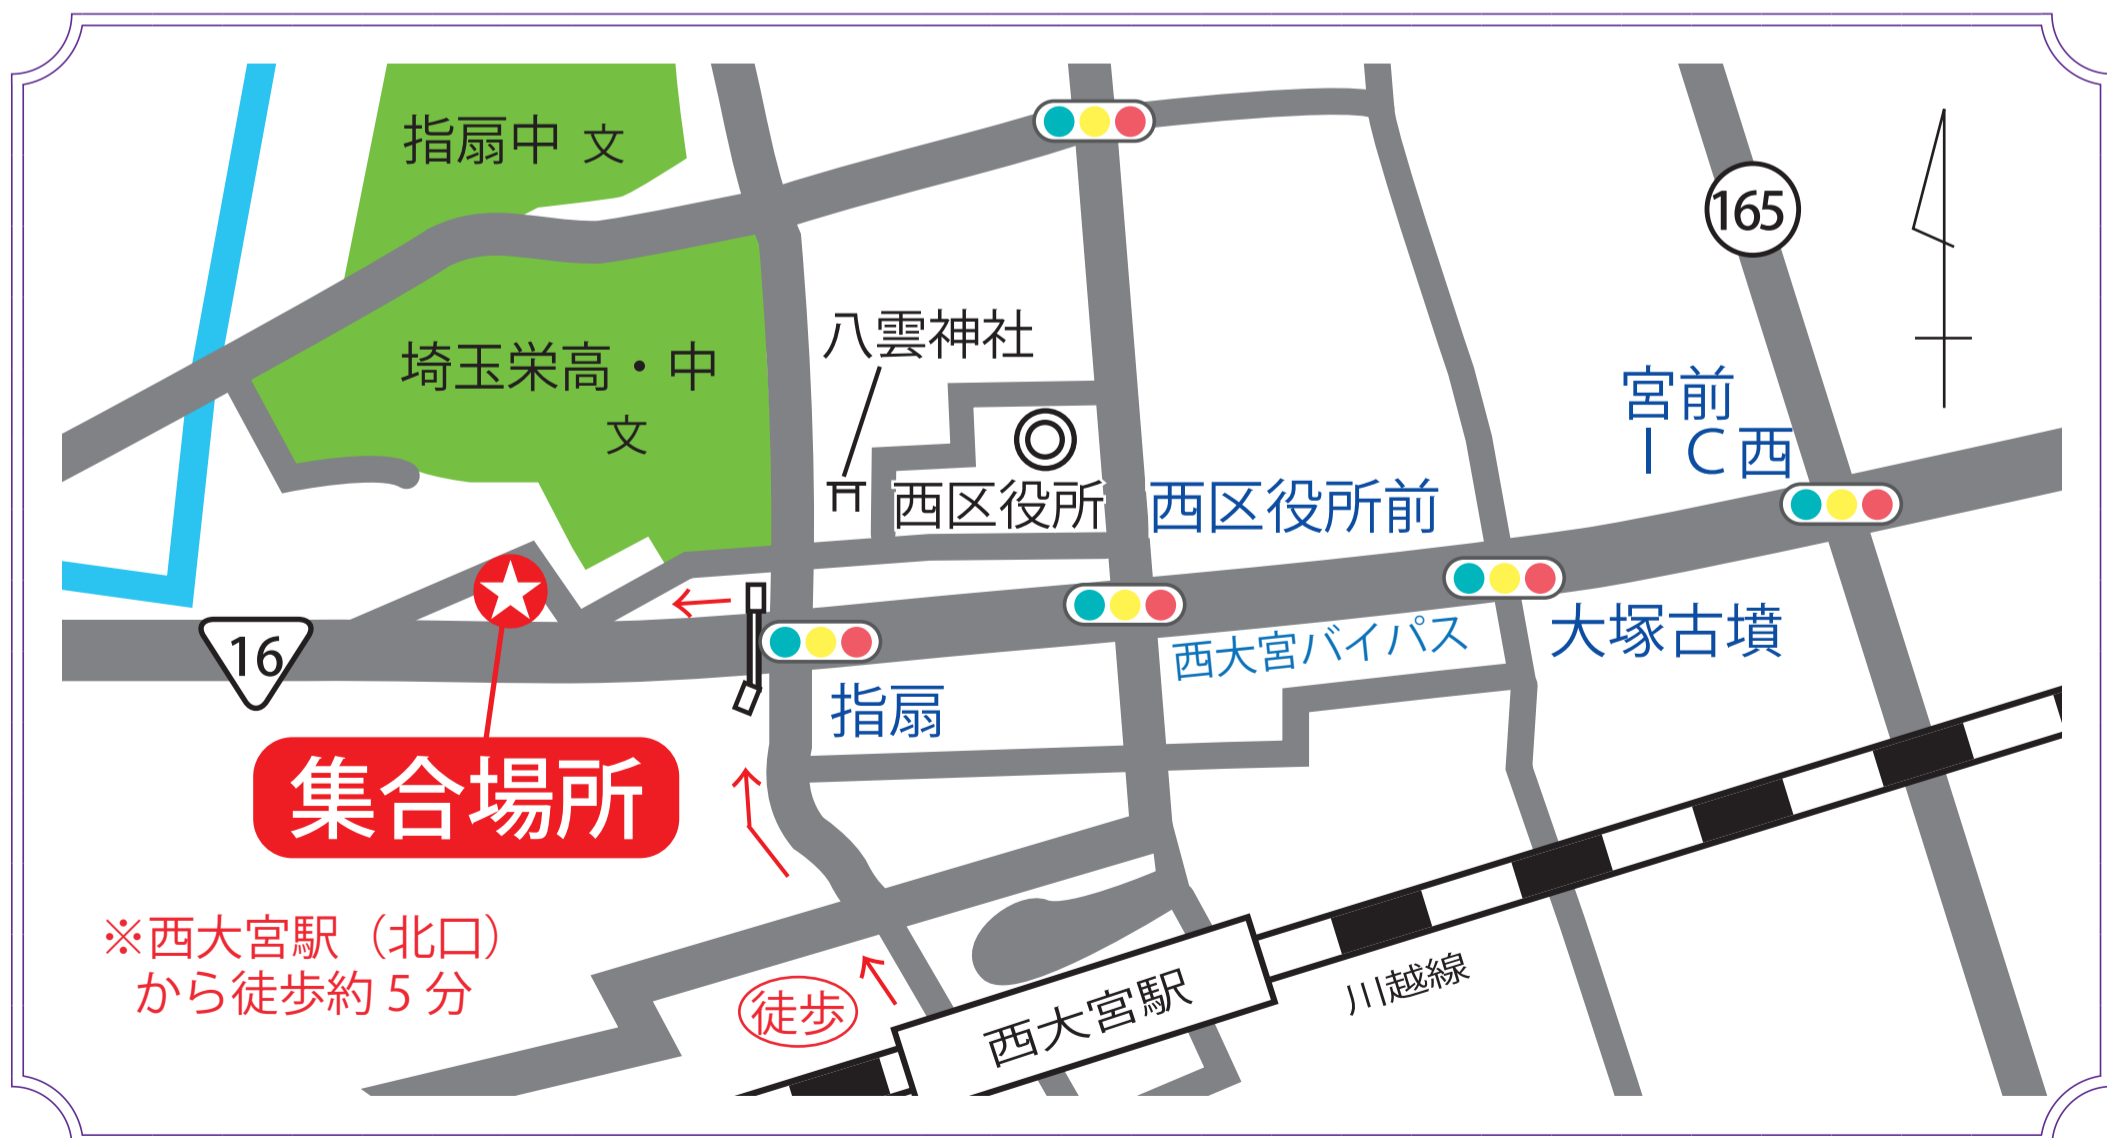 指扇中 文
165
八雲神社
埼玉栄高・中
文
宮前
ＩＣ西
西区役所
西区役所前
大塚古墳
西大宮バイパス
16
指扇
集合場所
※西大宮駅（北口）
から徒歩約 5 分
徒歩
西大宮駅
川越線